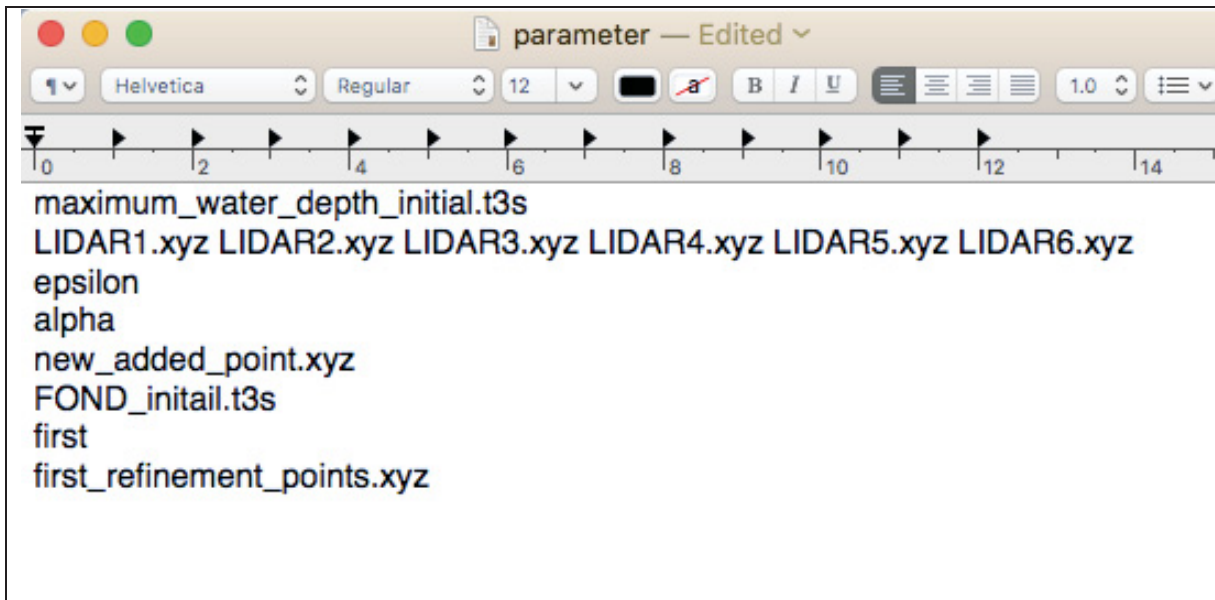 parameter — Edited
¶ Helvetica Regular 12 a B I U 1.0
0 2 4 6 8 10 12 14
maximum_water_depth_initial.t3s
LIDAR1.xyz LIDAR2.xyz LIDAR3.xyz LIDAR4.xyz LIDAR5.xyz LIDAR6.xyz
epsilon
alpha
new_added_point.xyz
FOND_initail.t3s
first
first_refinement_points.xyz